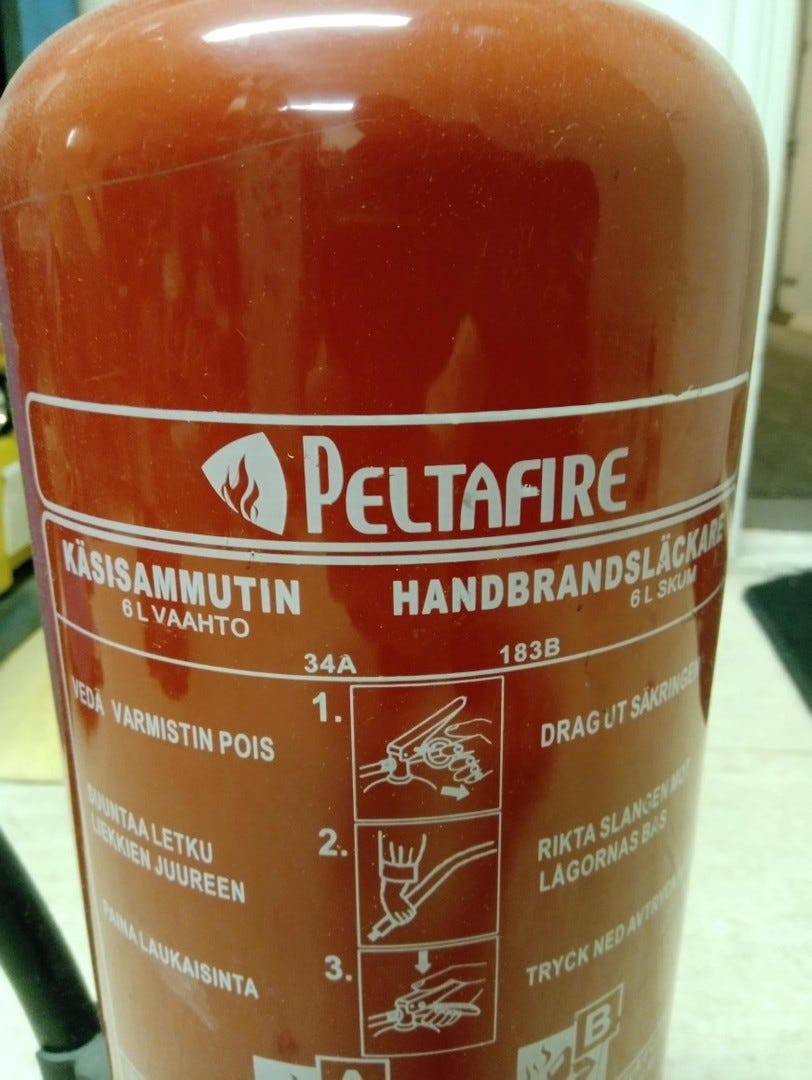 PELTAFIRE
KÄSISAMMUTIN
6 L VAAHTO
HANDBRANDSLÄCKARE
6 L SKUM
34A
183B
1.
VEDÄ VARMISTIN POIS
DRAG UT SÄKRINGEN
2.
SUUNTAA LETKU
LIEKKIEN JUUREEN
RIKTA SLANGEN MOT
LÅGORNAS BAS
3.
PAINA LAUKAISINTA
TRYCK NED
A
B